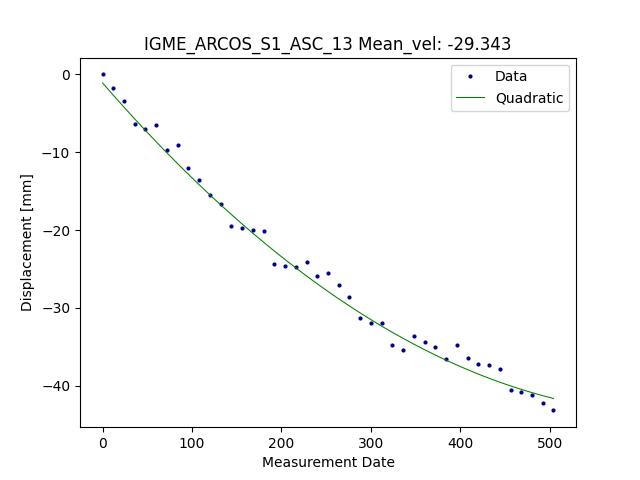 IGME_ARCOS_S1_ASC_13 Mean_vel: -29.343
Data
Quadratic
0
−10
−20
−30
−40
Displacement [mm]
0 100 200 300 400 500
Measurement Date